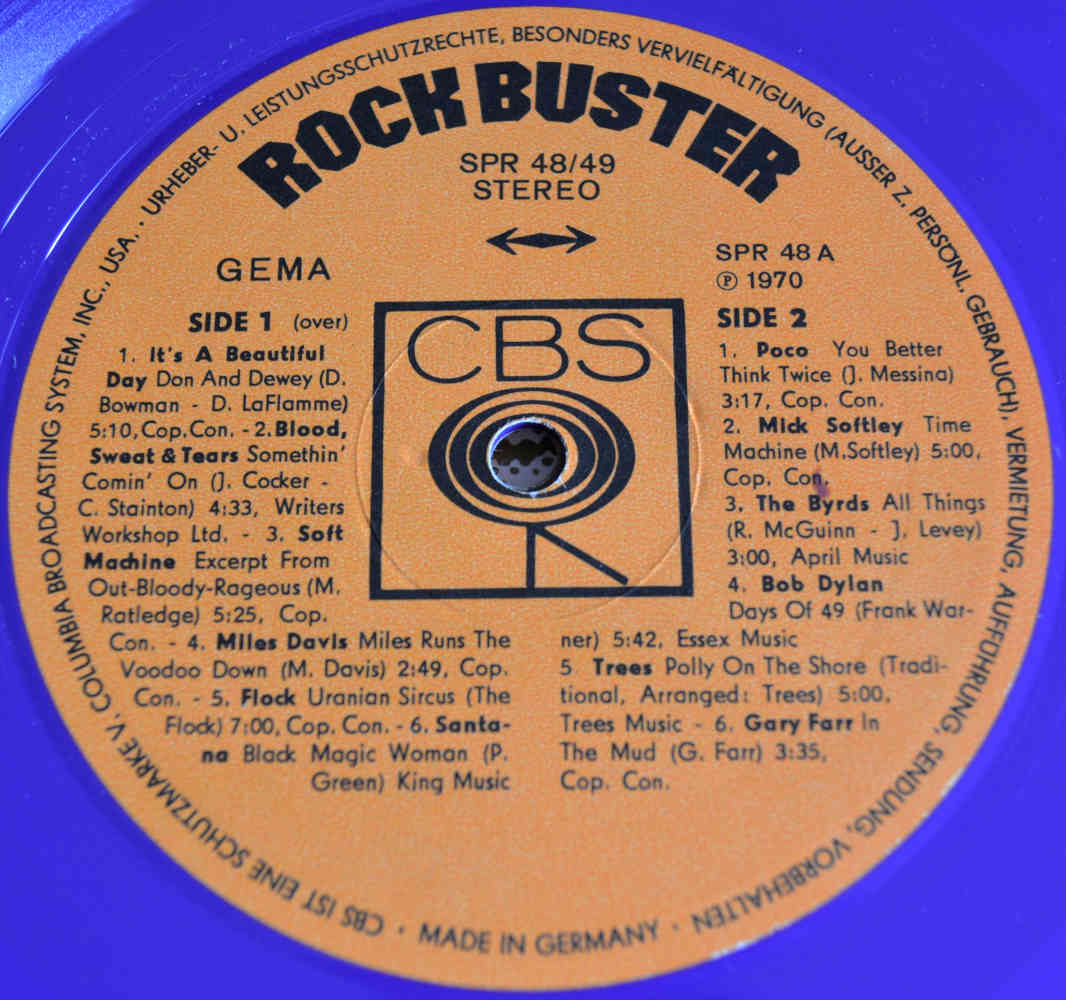 CBS IST EINE SCHUTZMARKE V. COLUMBIA BROADCASTING SYSTEM, INC., USA. · URHEBER- U. LEISTUNGSSCHUTZRECHTE, BESONDERS VERVIELFÄLTIGUNG (AUSSER Z. PERSÖNL. GEBRAUCH), VERMIETUNG, AUFFÜHRUNG, SENDUNG, VORBEHALTEN · MADE IN GERMANY ·
ROCK BUSTER
SPR 48/49
STEREO
GEMA
SPR 48 A
℗ 1970
CBS
SIDE 1 (over)
1. It's A Beautiful
Day Don And Dewey (D.
Bowman - D. LaFlamme)
5:10, Cop. Con. - 2. Blood,
Sweat & Tears Somethin'
Comin' On (J. Cocker -
C. Stainton) 4:33, Writers
Workshop Ltd. - 3. Soft
Machine Excerpt From
Out-Bloody-Rageous (M.
Ratledge) 5:25, Cop.
Con. - 4. Miles Davis Miles Runs The
Voodoo Down (M. Davis) 2:49, Cop.
Con. - 5. Flock Uranian Sircus (The
Flock) 7:00, Cop. Con. - 6. Santa-
na Black Magic Woman (P.
Green) King Music
SIDE 2
1. Poco You Better
Think Twice (J. Messina)
3:17, Cop. Con.
2. Mick Softley Time
Machine (M. Softley) 5:00,
Cop. Con
3. The Byrds All Things
(R. McGuinn - J. Levey)
3:00, April Music
4. Bob Dylan
Days Of 49 (Frank War-
ner) 5:42, Essex Music
5 Trees Polly On The Shore (Tradi-
tional, Arranged: Trees) 5:00,
Trees Music - 6. Gary Farr In
The Mud (G. Farr) 3:35,
Cop. Con.